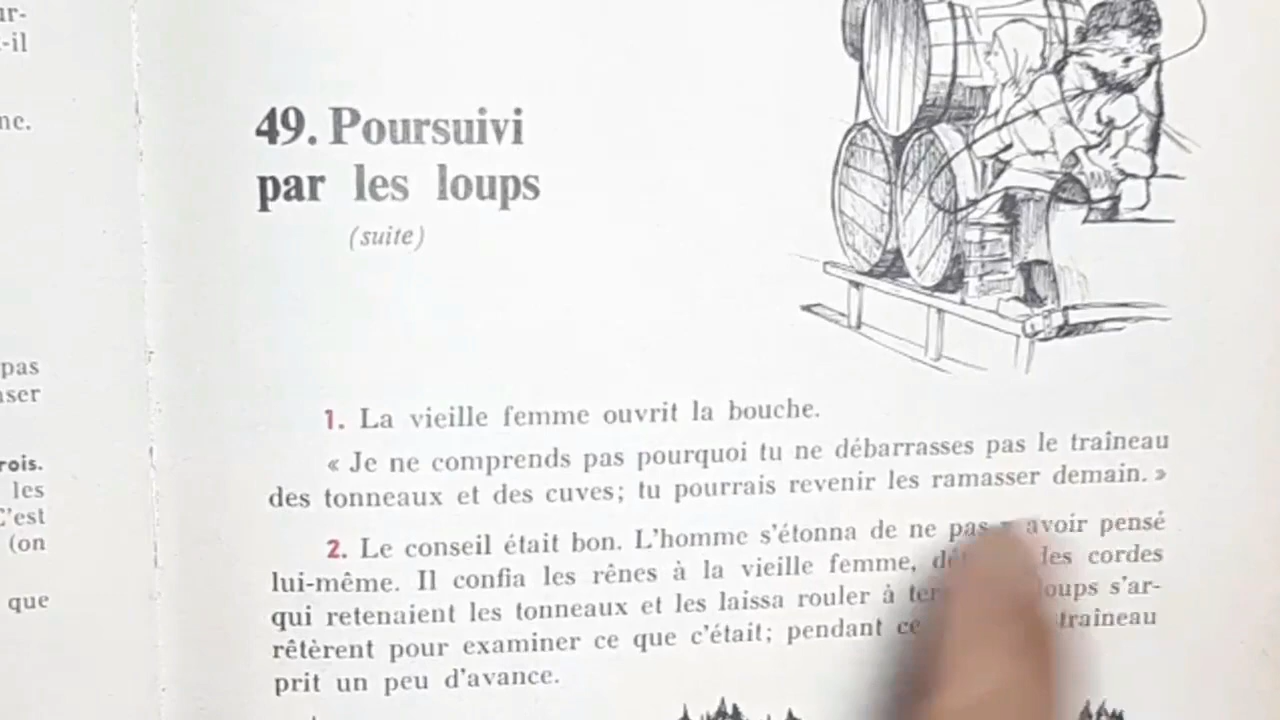 ur-
-il
ne.
pas
ser
rois.
les
C'est
(on
que
49. Poursuivi
par les loups
(suite)
1. La vieille femme ouvrit la bouche.
« Je ne comprends pas pourquoi tu ne débarrasses pas le traîneau
des tonneaux et des cuves; tu pourrais revenir les ramasser demain. »
2. Le conseil était bon. L'homme s'étonna de ne pas avoir pensé
lui-même. Il confia les rênes à la vieille femme, les cordes
qui retenaient les tonneaux et les laissa rouler à loups s'ar-
rêtèrent pour examiner ce que c'était; pendant ce traîneau
prit un peu d'avance.